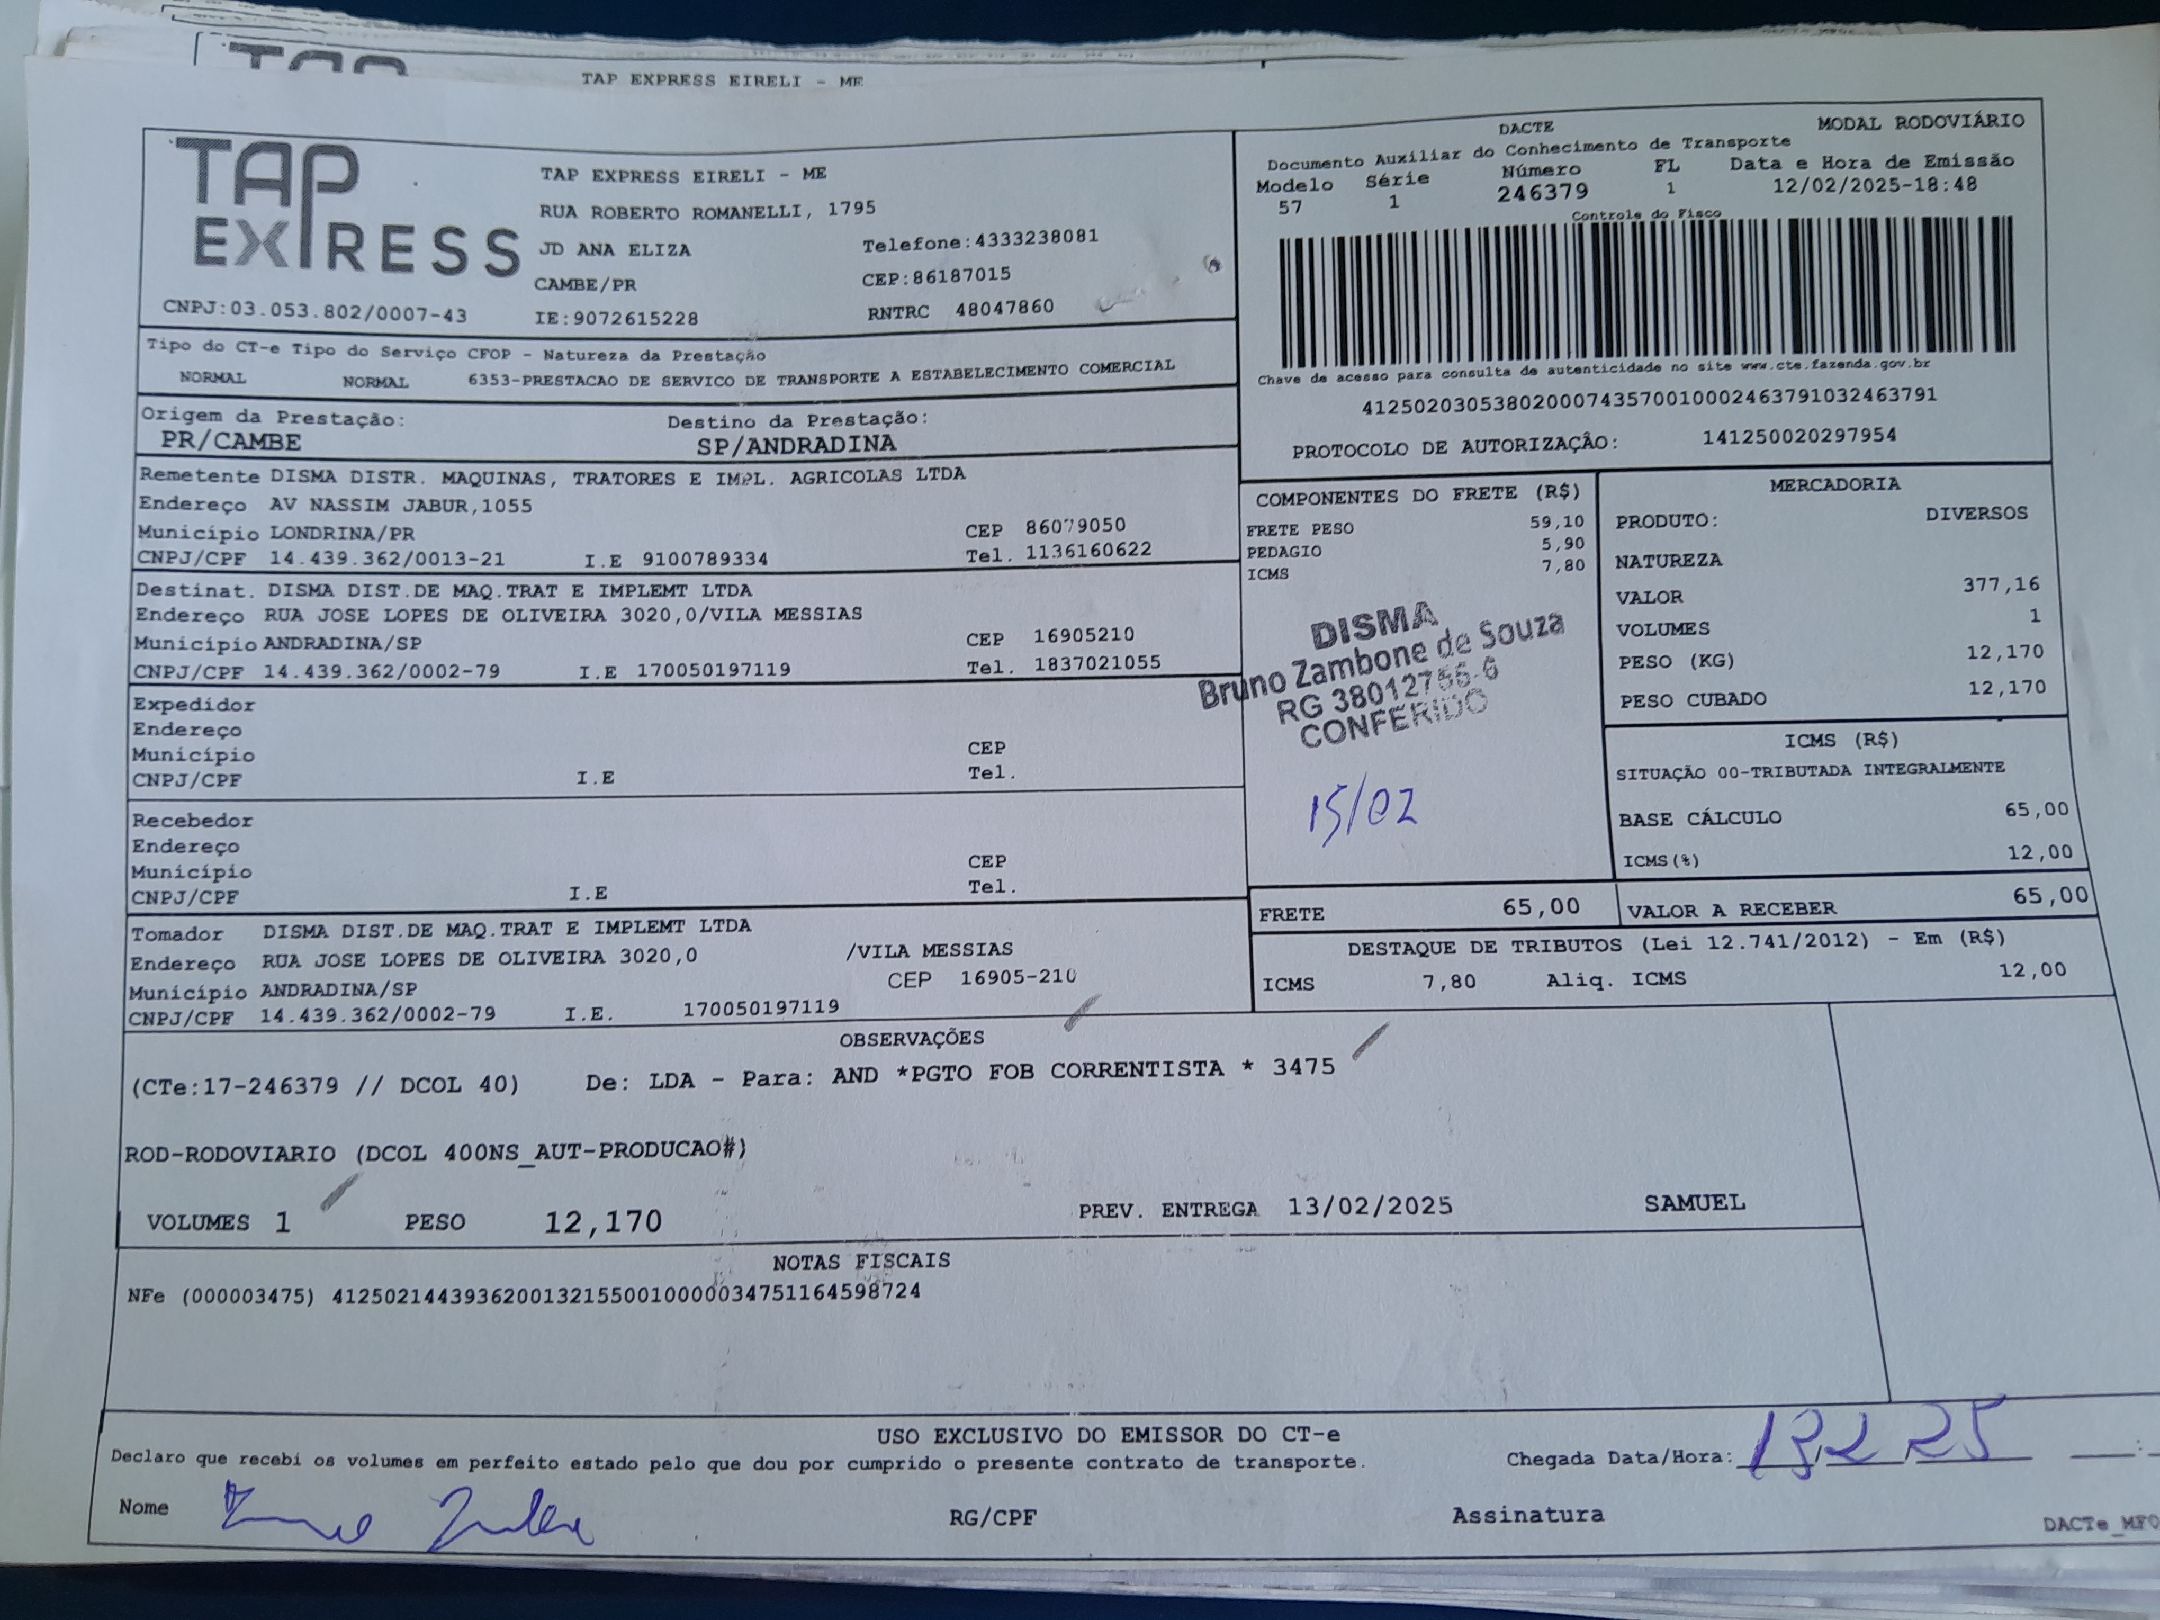 TAP EXPRESS EIRELI - ME
TAP EXPRESS
TAP EXPRESS EIRELI - ME
RUA ROBERTO ROMANELLI, 1795
JD ANA ELIZA Telefone:4333238081
CAMBE/PR CEP:86187015
CNPJ:03.053.802/0007-43 IE:9072615228 RNTRC 48047860
DACTE MODAL RODOVIÁRIO
Documento Auxiliar do Conhecimento de Transporte
Modelo Série Número FL Data e Hora de Emissão
57 1 246379 1 12/02/2025-18:48
Controle do Fisco
Chave de acesso para consulta de autenticidade no site www.cte.fazenda.gov.br
41250203053802000743570010002463791032463791
PROTOCOLO DE AUTORIZAÇÃO: 141250020297954
Tipo do CT-e Tipo do Serviço CFOP - Natureza da Prestação
NORMAL NORMAL 6353-PRESTACAO DE SERVICO DE TRANSPORTE A ESTABELECIMENTO COMERCIAL
Origem da Prestação: Destino da Prestação:
PR/CAMBE SP/ANDRADINA
Remetente DISMA DISTR. MAQUINAS, TRATORES E IMPL. AGRICOLAS LTDA
Endereço AV NASSIM JABUR,1055
Município LONDRINA/PR CEP 86079050
CNPJ/CPF 14.439.362/0013-21 I.E 9100789334 Tel. 1136160622
Destinat. DISMA DIST.DE MAQ.TRAT E IMPLEMT LTDA
Endereço RUA JOSE LOPES DE OLIVEIRA 3020,0/VILA MESSIAS
Município ANDRADINA/SP CEP 16905210
CNPJ/CPF 14.439.362/0002-79 I.E 170050197119 Tel. 1837021055
Expedidor
Endereço
Município CEP
CNPJ/CPF I.E Tel.
Recebedor
Endereço
Município CEP
CNPJ/CPF I.E Tel.
Tomador DISMA DIST.DE MAQ.TRAT E IMPLEMT LTDA
Endereço RUA JOSE LOPES DE OLIVEIRA 3020,0 /VILA MESSIAS
Município ANDRADINA/SP CEP 16905-210
CNPJ/CPF 14.439.362/0002-79 I.E. 170050197119
COMPONENTES DO FRETE (R$)
FRETE PESO 59,10
PEDAGIO 5,90
ICMS 7,80
DISMA
Bruno Zambone de Souza
RG 38012756-6
CONFERIDO
15/02
MERCADORIA
PRODUTO: DIVERSOS
NATUREZA
VALOR 377,16
VOLUMES 1
PESO (KG) 12,170
PESO CUBADO 12,170
ICMS (R$)
SITUAÇÃO 00-TRIBUTADA INTEGRALMENTE
BASE CÁLCULO 65,00
ICMS(%) 12,00
FRETE 65,00 VALOR A RECEBER 65,00
DESTAQUE DE TRIBUTOS (Lei 12.741/2012) - Em (R$)
ICMS 7,80 Aliq. ICMS 12,00
OBSERVAÇÕES
(CTe:17-246379 // DCOL 40) De: LDA - Para: AND *PGTO FOB CORRENTISTA * 3475
ROD-RODOVIARIO (DCOL 400NS_AUT-PRODUCAO#)
VOLUMES 1 PESO 12,170 PREV. ENTREGA 13/02/2025 SAMUEL
NOTAS FISCAIS
NFe (000003475) 41250214439362001321550010000034751164598724
USO EXCLUSIVO DO EMISSOR DO CT-e
Declaro que recebi os volumes em perfeito estado pelo que dou por cumprido o presente contrato de transporte. Chegada Data/Hora: 13 2 25 :
Nome RG/CPF Assinatura
DACTe_MF0